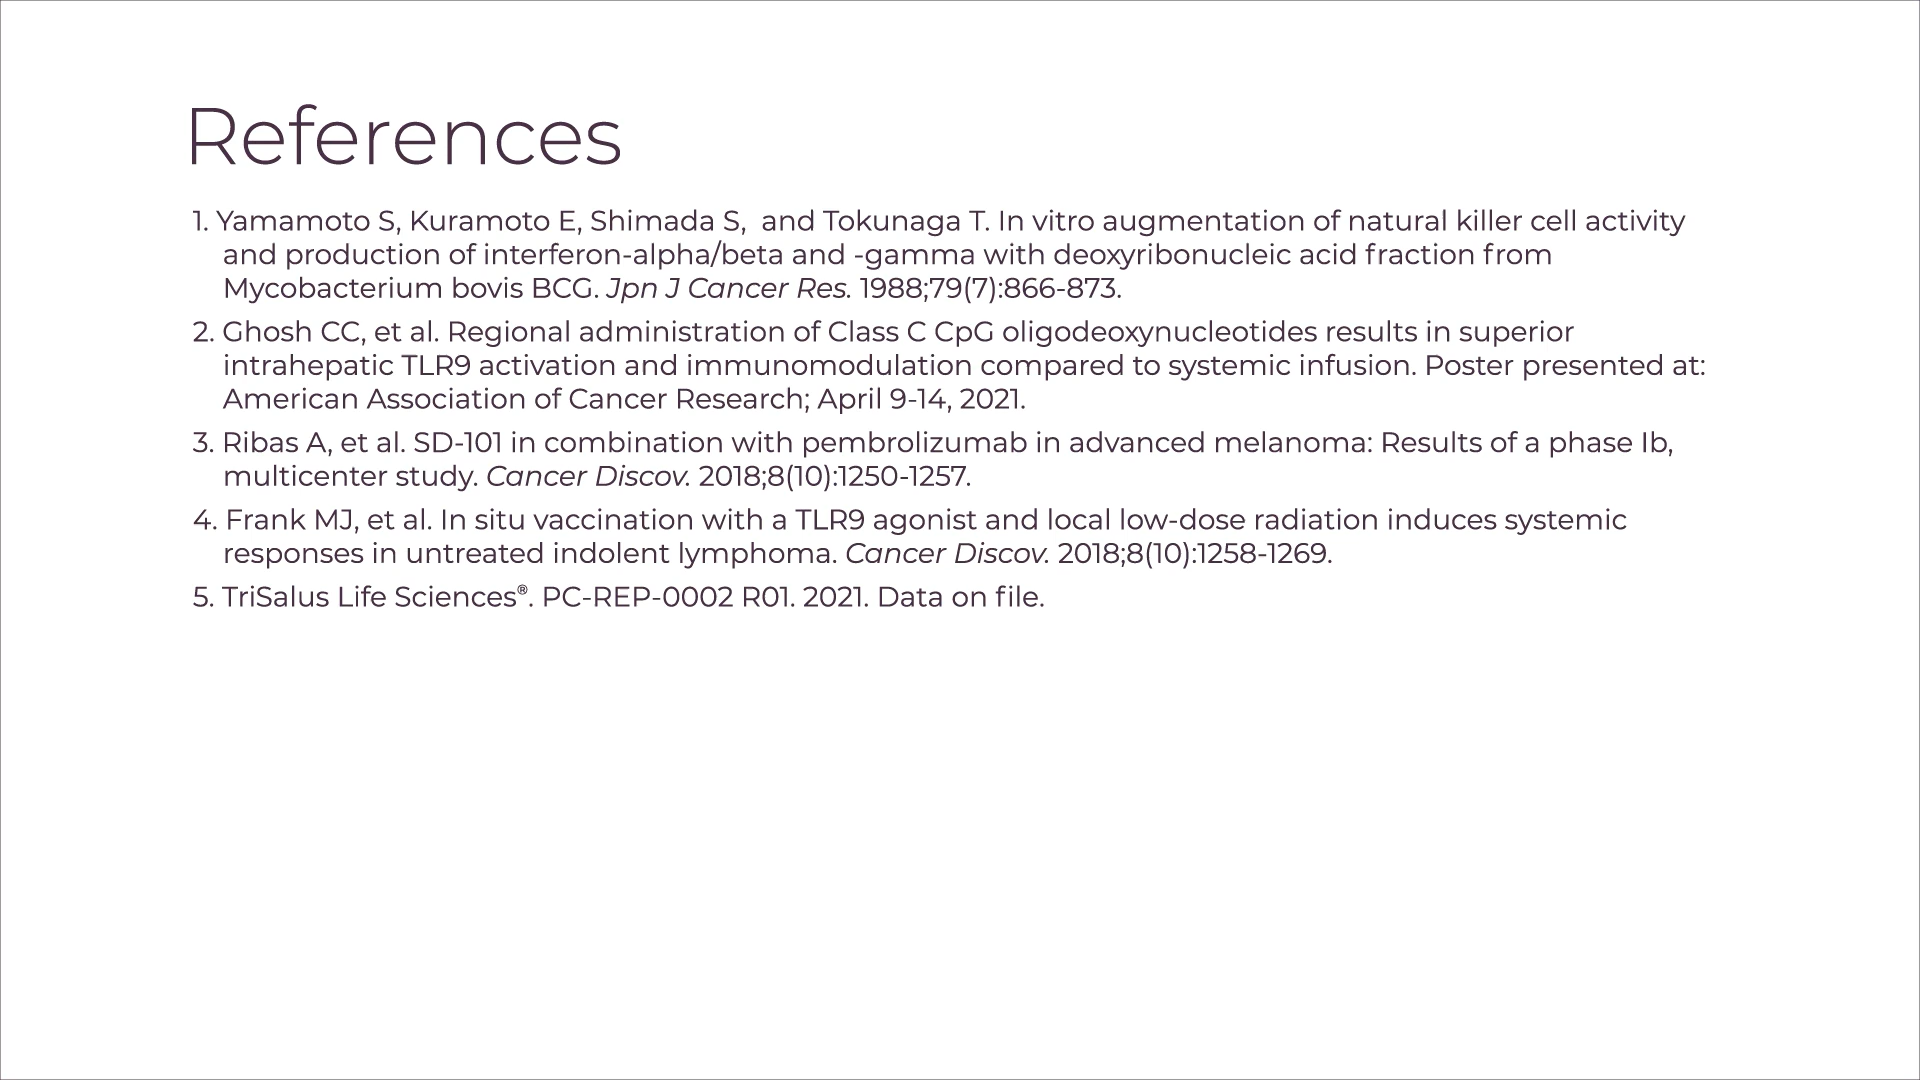 References
1. Yamamoto S, Kuramoto E, Shimada S,  and Tokunaga T. In vitro augmentation of natural killer cell activity
and production of interferon-alpha/beta and -gamma with deoxyribonucleic acid fraction from
Mycobacterium bovis BCG. Jpn J Cancer Res. 1988;79(7):866-873.
2. Ghosh CC, et al. Regional administration of Class C CpG oligodeoxynucleotides results in superior
intrahepatic TLR9 activation and immunomodulation compared to systemic infusion. Poster presented at:
American Association of Cancer Research; April 9-14, 2021.
3. Ribas A, et al. SD-101 in combination with pembrolizumab in advanced melanoma: Results of a phase Ib,
multicenter study. Cancer Discov. 2018;8(10):1250-1257.
4. Frank MJ, et al. In situ vaccination with a TLR9 agonist and local low-dose radiation induces systemic
responses in untreated indolent lymphoma. Cancer Discov. 2018;8(10):1258-1269.
5. TriSalus Life Sciences®. PC-REP-0002 R01. 2021. Data on file.